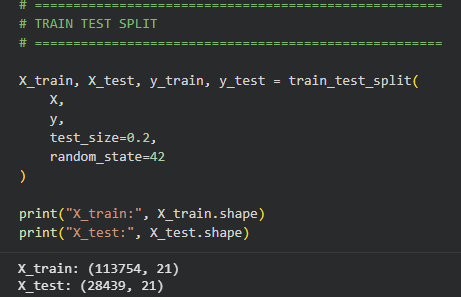 # =====================================================
# TRAIN TEST SPLIT
# =====================================================
X_train, X_test, y_train, y_test = train_test_split(
    X,
    y,
    test_size=0.2,
    random_state=42
)
print("X_train:", X_train.shape)
print("X_test:", X_test.shape)
X_train: (113754, 21)
X_test: (28439, 21)